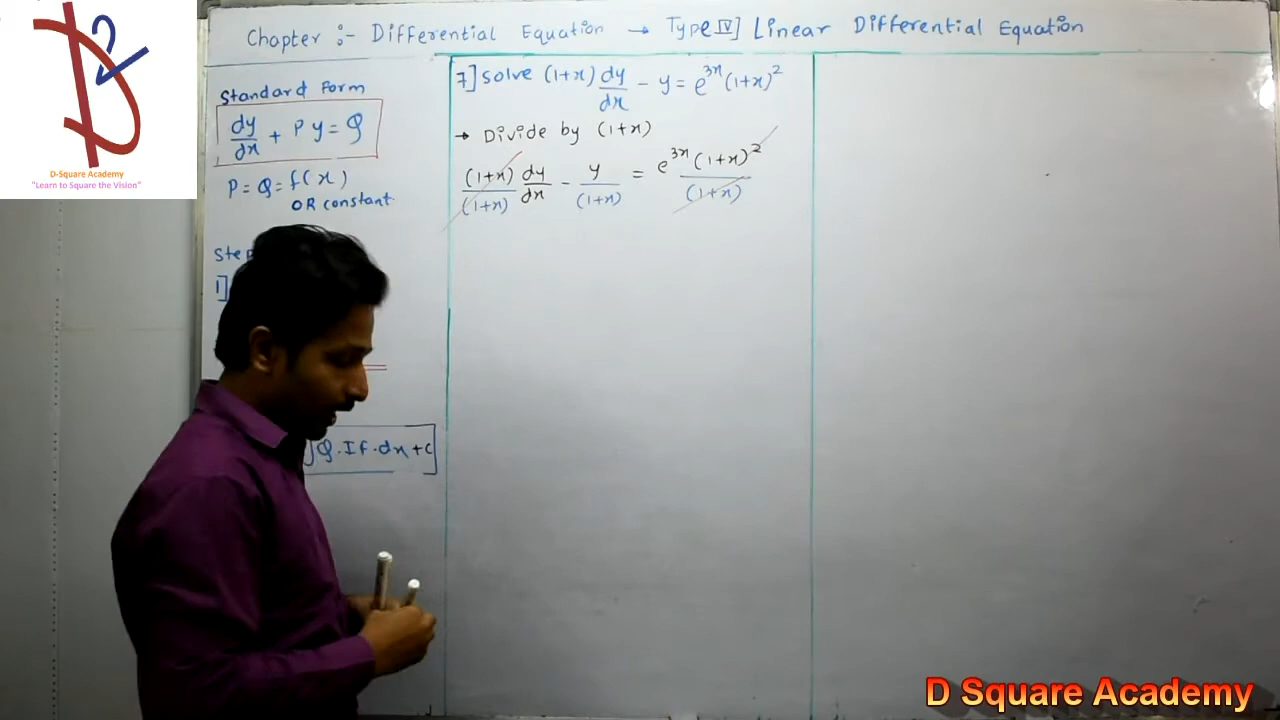 D-Square Academy
"Learn to Square the Vision"
Chapter :- Differential Equation → Type IV] Linear Differential Equation
Standard Form
dy/dx + P y = Q
P = Q = f(x)
OR constant
Step
1]
∫Q.If.dx + c
7] Solve (1+x) dy/dx - y = e^3x (1+x)^2
→ Divide by (1+x)
(1+x)/(1+x) dy/dx - y/(1+x) = e^3x (1+x)^2/(1+x)
D Square Academy